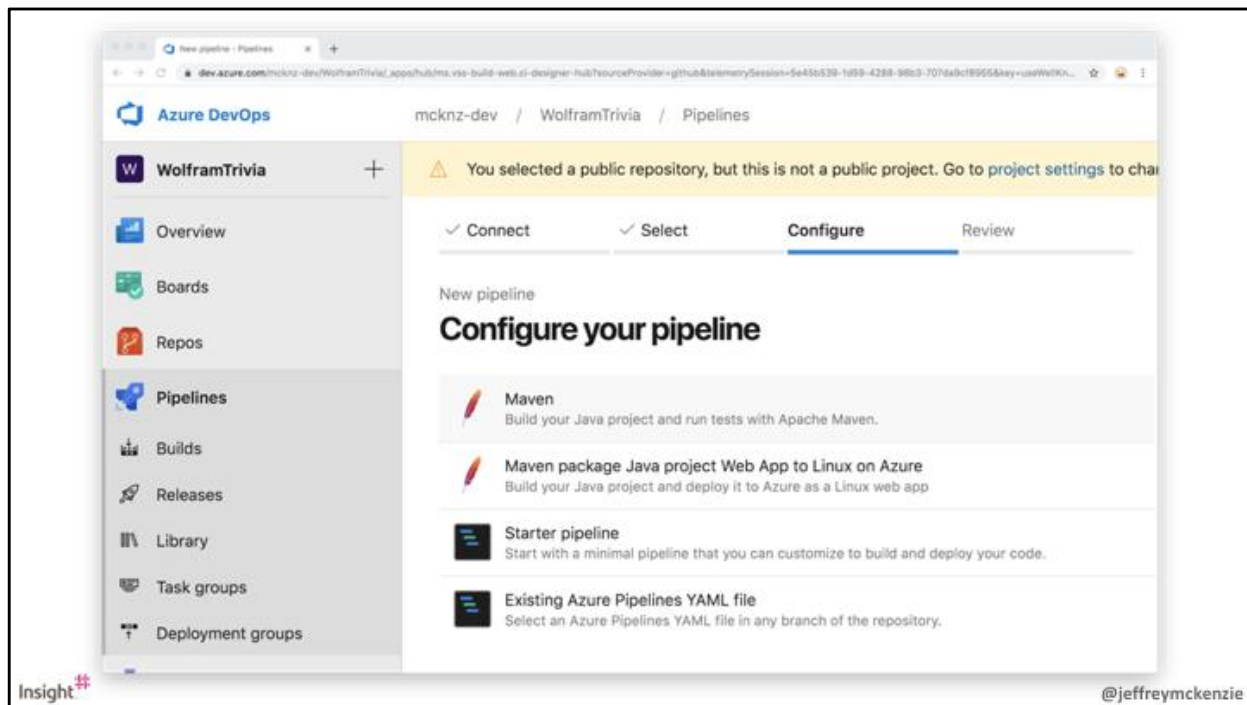 New pipeline - Pipelines
Azure DevOps
mcknz-dev / WolframTrivia / Pipelines
W WolframTrivia
You selected a public repository, but this is not a public project. Go to project settings to cha
Overview
Boards
Repos
Pipelines
Builds
Releases
Library
Task groups
Deployment groups
Connect Select Configure Review
New pipeline
Configure your pipeline
Maven
Build your Java project and run tests with Apache Maven.
Maven package Java project Web App to Linux on Azure
Build your Java project and deploy it to Azure as a Linux web app
Starter pipeline
Start with a minimal pipeline that you can customize to build and deploy your code.
Existing Azure Pipelines YAML file
Select an Azure Pipelines YAML file in any branch of the repository.
Insight
@jeffreymckenzie